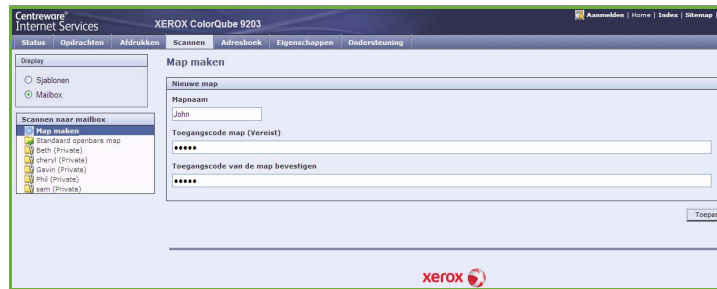 Centreware®
Internet Services
XEROX ColorQube 9203
Aanmelden | Home | Index | Sitemap |
Status Opdrachten Afdrukken Scannen Adresboek Eigenschappen Ondersteuning
Display
Sjablonen
Mailbox
Scannen naar mailbox
Map maken
Standaard openbare map
Beth (Private)
cheryl (Private)
Gavin (Private)
Phil (Private)
sam (Private)
Map maken
Nieuwe map
Mapnaam
John
Toegangscode map (Vereist)
•••••
Toegangscode van de map bevestigen
•••••
Toepas
xerox